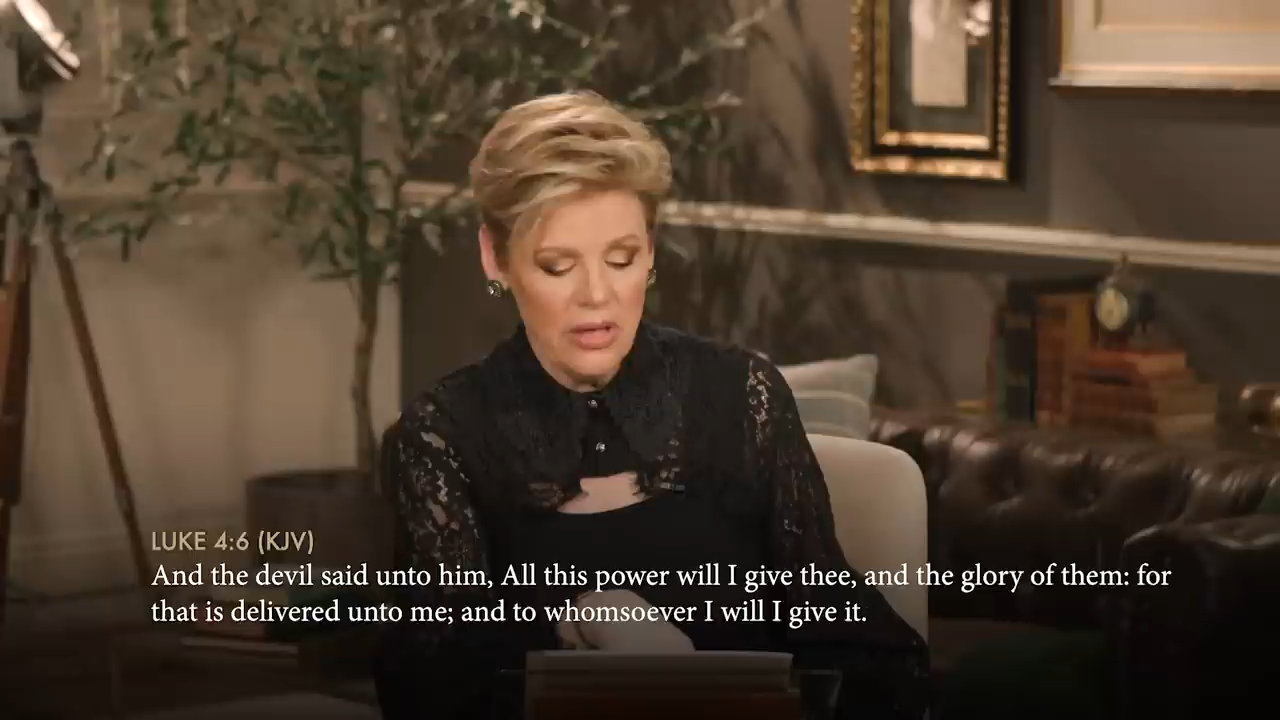 LUKE 4:6 (KJV)
And the devil said unto him, All this power will I give thee, and the glory of them: for
that is delivered unto me; and to whomsoever I will I give it.